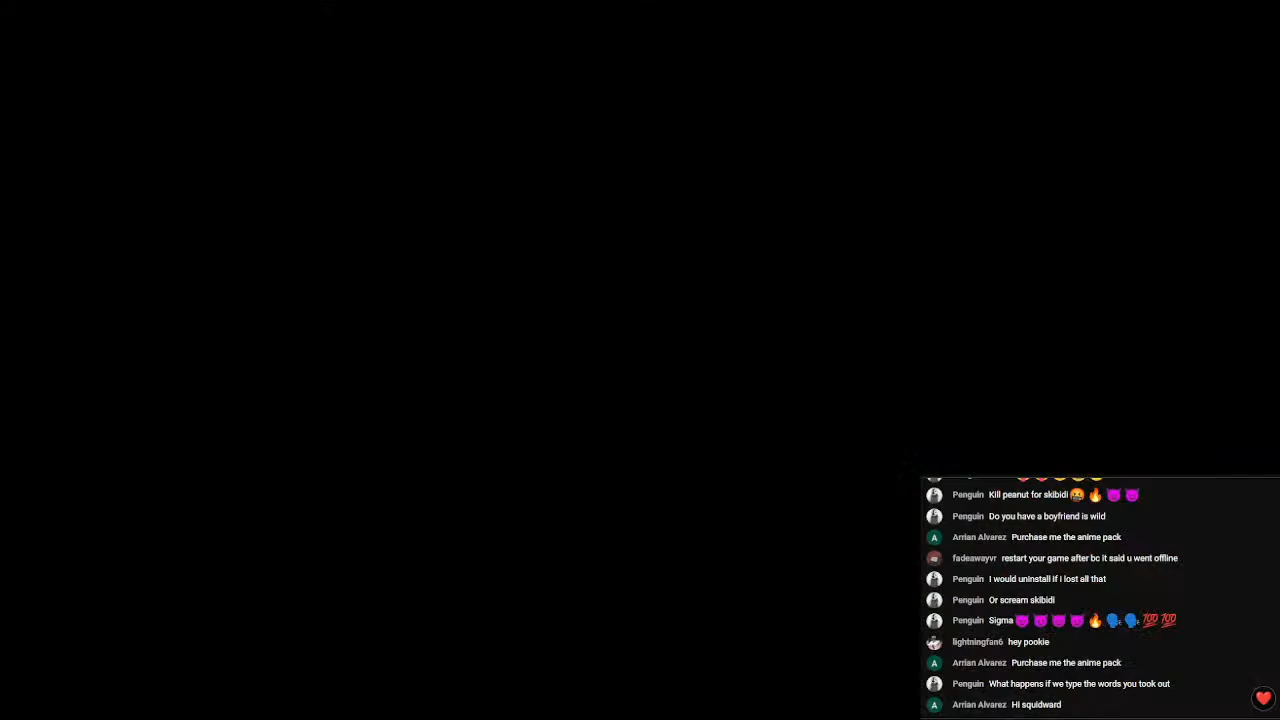 Penguin Kill peanut for skibidi🤬🔥😈😈
Penguin Do you have a boyfriend is wild
A Arrian Alvarez Purchase me the anime pack
fadeawayvr restart your game after bc it said u went offline
Penguin I would uninstall if I lost all that
Penguin Or scream skibidi
Penguin Sigma😈😈😈😈🔥🗣️🗣️💯💯
lightningfan6 hey pookie
A Arrian Alvarez Purchase me the anime pack
Penguin What happens if we type the words you took out
A Arrian Alvarez Hi squidward